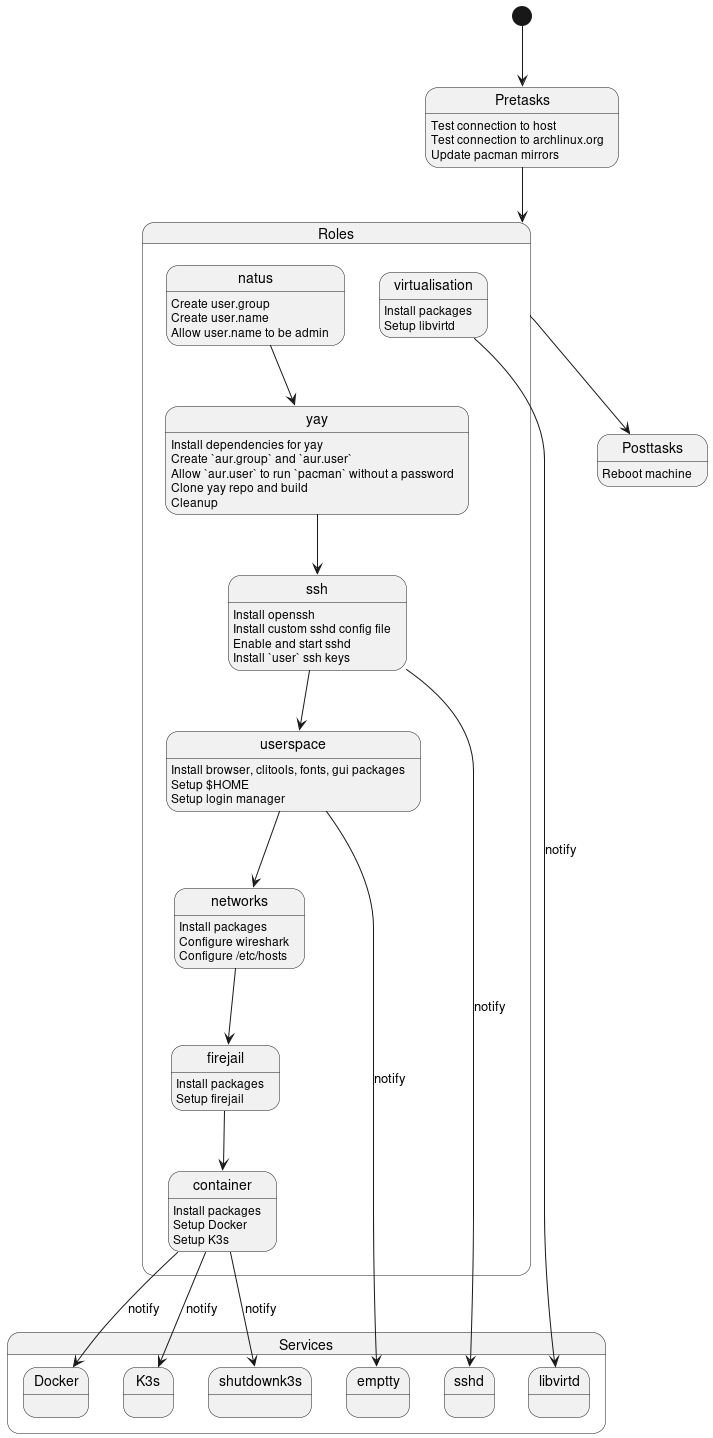 Pretasks
Test connection to host
Test connection to archlinux.org
Update pacman mirrors
Roles
natus
Create user.group
Create user.name
Allow user.name to be admin
virtualisation
Install packages
Setup libvirtd
yay
Install dependencies for yay
Create `aur.group` and `aur.user`
Allow `aur.user` to run `pacman` without a password
Clone yay repo and build
Cleanup
Posttasks
Reboot machine
ssh
Install openssh
Install custom sshd config file
Enable and start sshd
Install `user` ssh keys
userspace
Install browser, clitools, fonts, gui packages
Setup $HOME
Setup login manager
notify
networks
Install packages
Configure wireshark
Configure /etc/hosts
notify
firejail
Install packages
Setup firejail
notify
container
Install packages
Setup Docker
Setup K3s
notify
notify
notify
Services
Docker
K3s
shutdownk3s
emptty
sshd
libvirtd